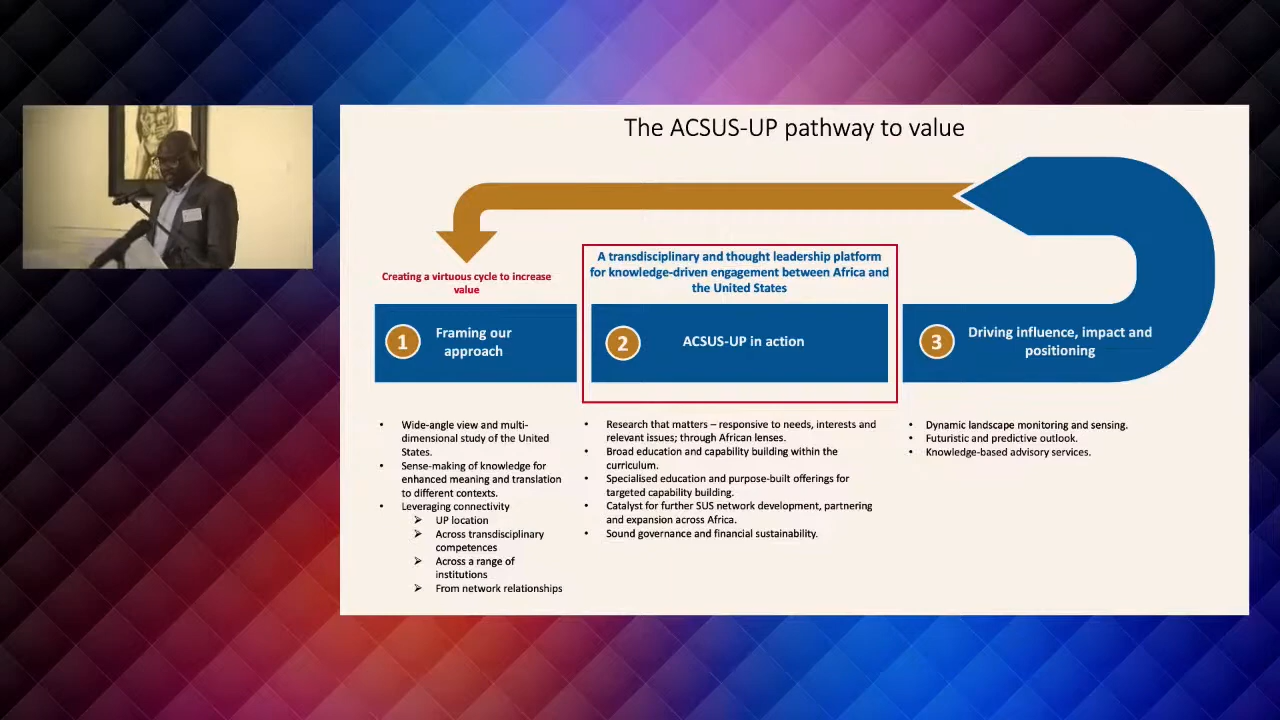 The ACSUS-UP pathway to value
Creating a virtuous cycle to increase
value
A transdisciplinary and thought leadership platform
for knowledge-driven engagement between Africa and
the United States
1
Framing our
approach
2
ACSUS-UP in action
3
Driving influence, impact and
positioning
• Wide-angle view and multi-
dimensional study of the United
States.
• Sense-making of knowledge for
enhanced meaning and translation
to different contexts.
• Leveraging connectivity
➢ UP location
➢ Across transdisciplinary
competences
➢ Across a range of
institutions
➢ From network relationships
• Research that matters – responsive to needs, interests and
relevant issues; through African lenses.
• Broad education and capability building within the
curriculum.
• Specialised education and purpose-built offerings for
targeted capability building.
• Catalyst for further SUS network development, partnering
and expansion across Africa.
• Sound governance and financial sustainability.
• Dynamic landscape monitoring and sensing.
• Futuristic and predictive outlook.
• Knowledge-based advisory services.